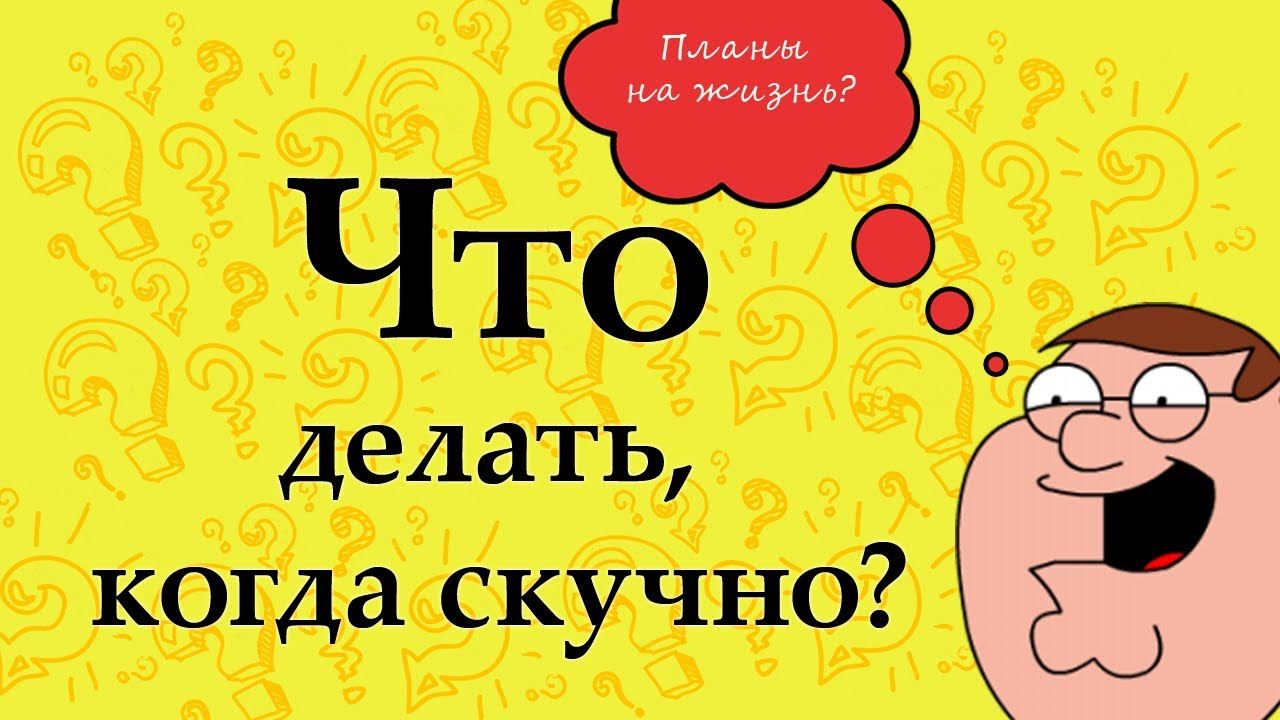 Планы
на жизнь?
Что
делать,
когда скучно?